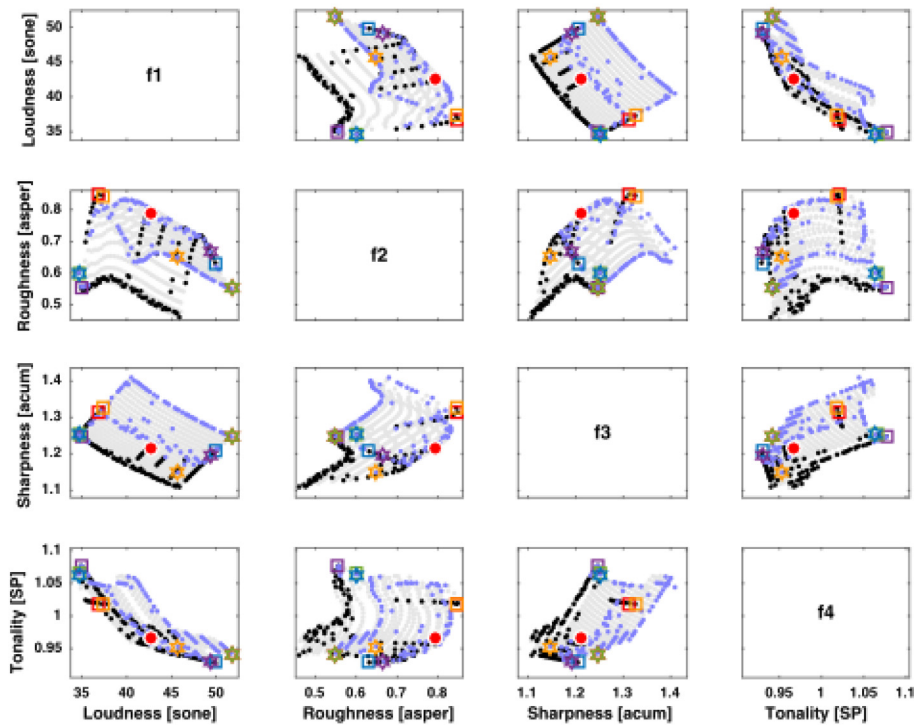 Loudness [sone]
50
45
40
35
f1
Roughness [asper]
0.8
0.7
0.6
0.5
f2
Sharpness [acum]
1.4
1.3
1.2
1.1
f3
Tonality [SP]
1.1
1.05
1
0.95
f4
35 40 45 50
0.5 0.6 0.7 0.8
1.1 1.2 1.3 1.4
0.95 1 1.05 1.1
Loudness [sone] Roughness [asper] Sharpness [acum] Tonality [SP]